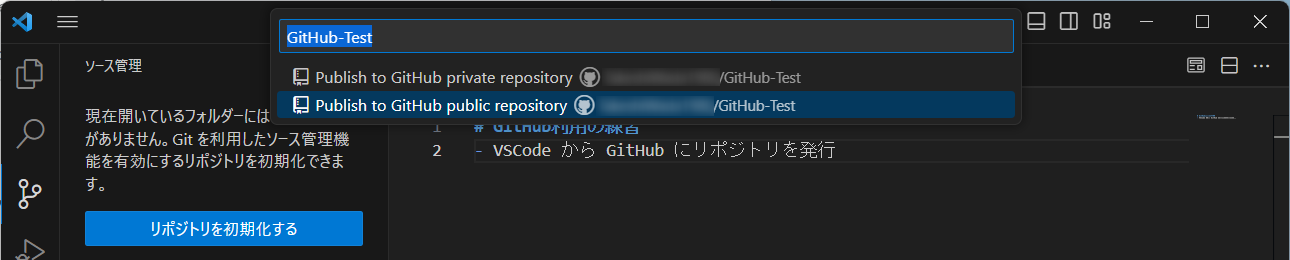 GitHub-Test
Publish to GitHub private repository /GitHub-Test
Publish to GitHub public repository /GitHub-Test
ソース管理
現在開いているフォルダーには
がありません。Git を利用したソース管理機
能を有効にするリポジトリを初期化できま
す。
リポジトリを初期化する
1 # GitHub利用の練習
2 - VSCode から GitHub にリポジトリを発行